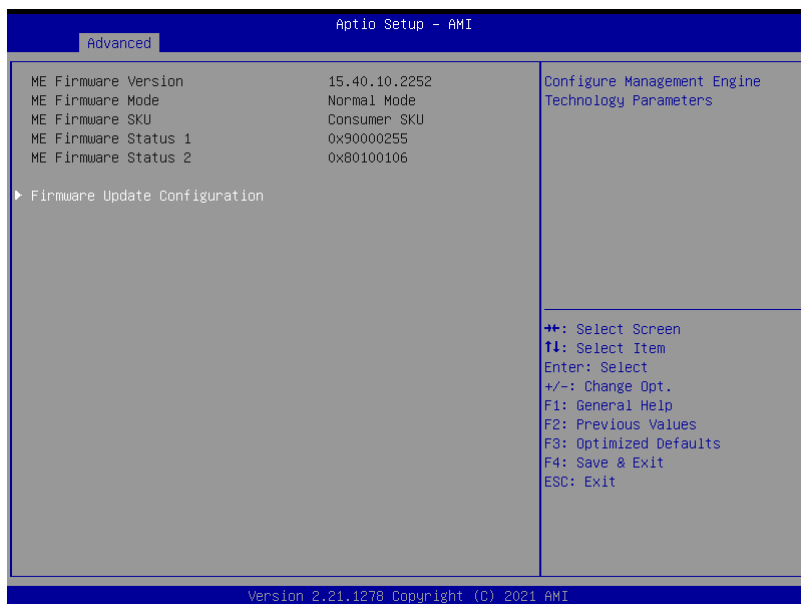 Aptio Setup – AMI
Advanced
ME Firmware Version 15.40.10.2252
ME Firmware Mode Normal Mode
ME Firmware SKU Consumer SKU
ME Firmware Status 1 0x90000255
ME Firmware Status 2 0x80100106
▶ Firmware Update Configuration
Configure Management Engine
Technology Parameters
→←: Select Screen
↑↓: Select Item
Enter: Select
+/-: Change Opt.
F1: General Help
F2: Previous Values
F3: Optimized Defaults
F4: Save & Exit
ESC: Exit
Version 2.21.1278 Copyright (C) 2021 AMI